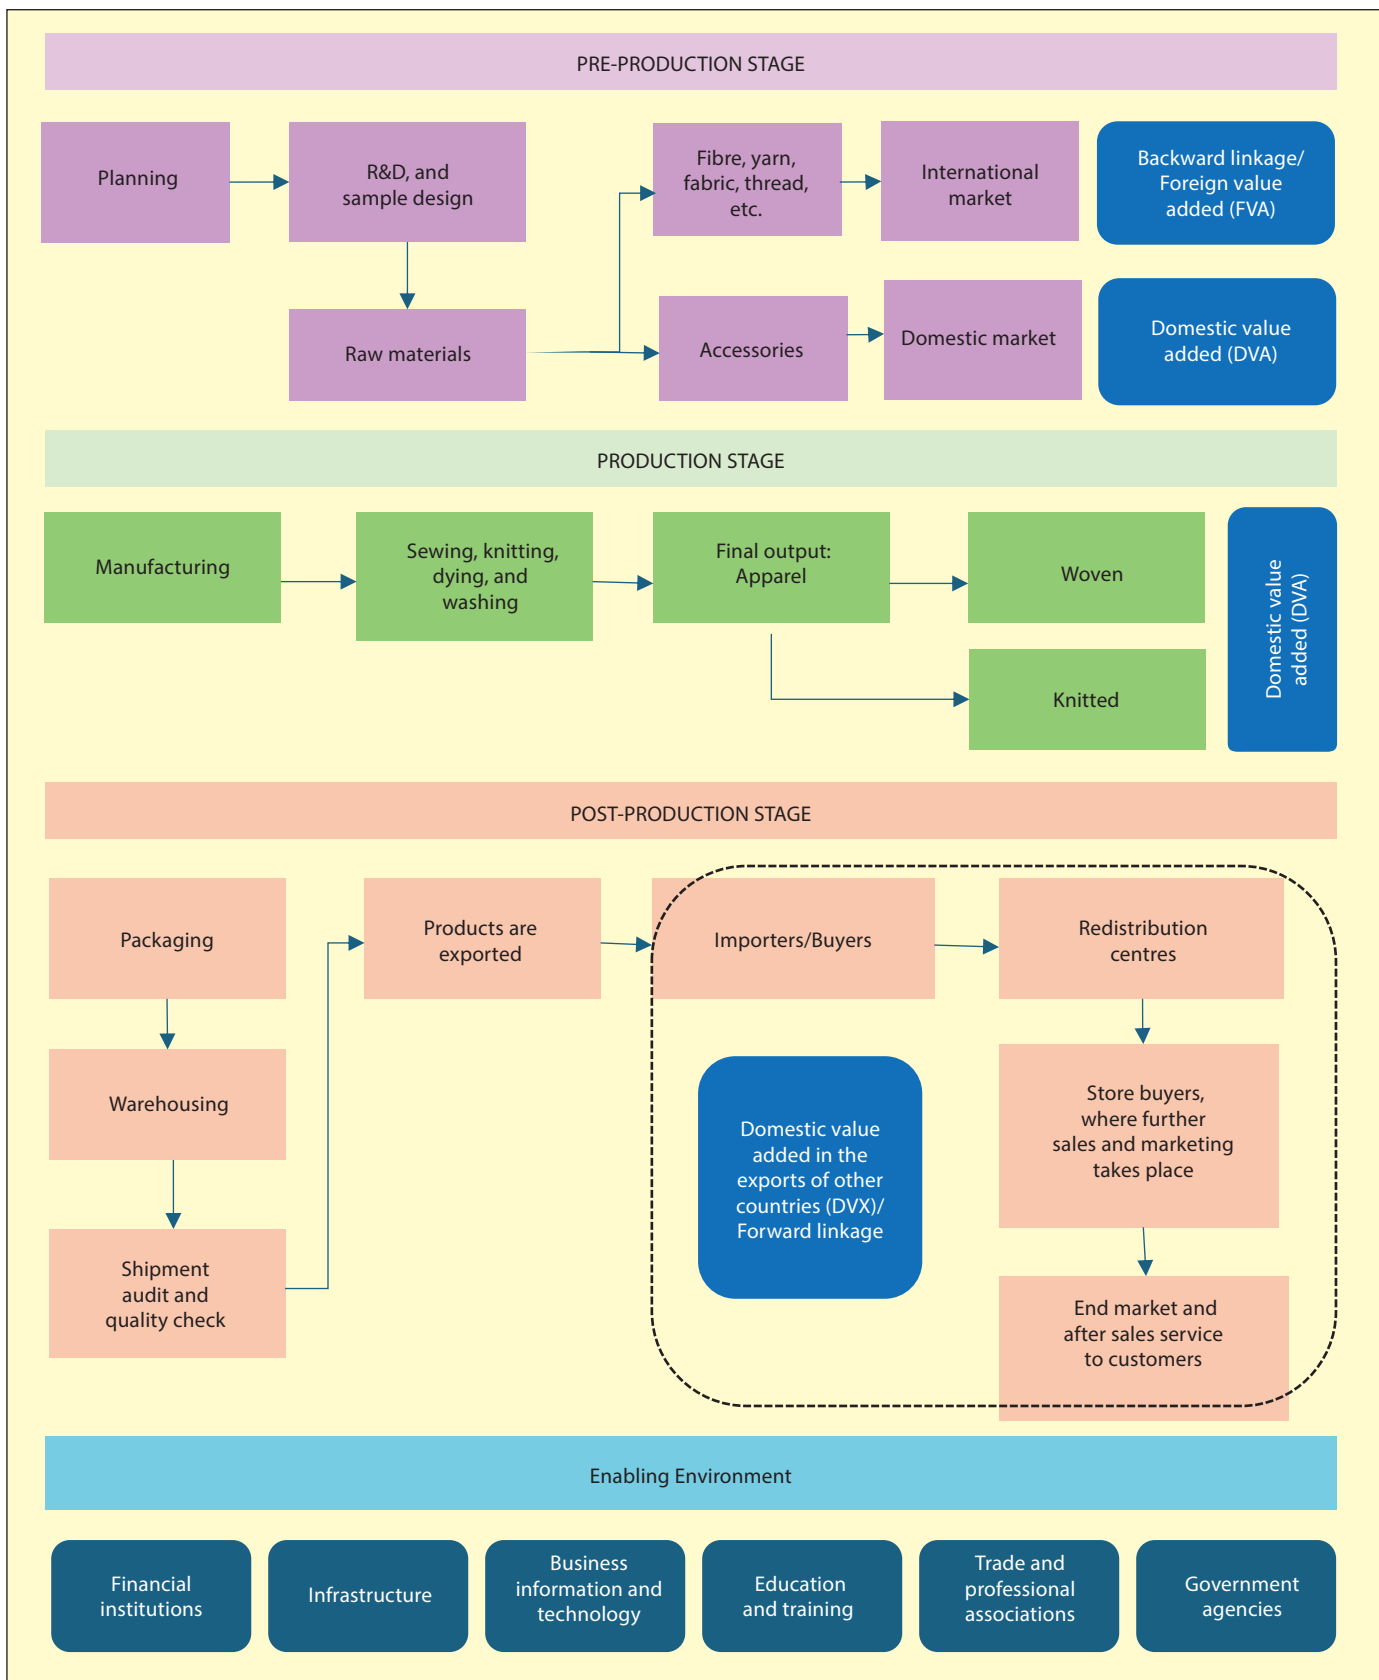 PRE-PRODUCTION STAGE
Planning
R&D, and
sample design
Fibre, yarn,
fabric, thread,
etc.
International
market
Backward linkage/
Foreign value
added (FVA)
Raw materials
Accessories
Domestic market
Domestic value
added (DVA)
PRODUCTION STAGE
Manufacturing
Sewing, knitting,
dying, and
washing
Final output:
Apparel
Woven
Knitted
Domestic value
added (DVA)
POST-PRODUCTION STAGE
Packaging
Warehousing
Shipment
audit and
quality check
Products are
exported
Importers/Buyers
Redistribution
centres
Domestic value
added in the
exports of other
countries (DVX)/
Forward linkage
Store buyers,
where further
sales and marketing
takes place
End market and
after sales service
to customers
Enabling Environment
Financial
institutions
Infrastructure
Business
information and
technology
Education
and training
Trade and
professional
associations
Government
agencies